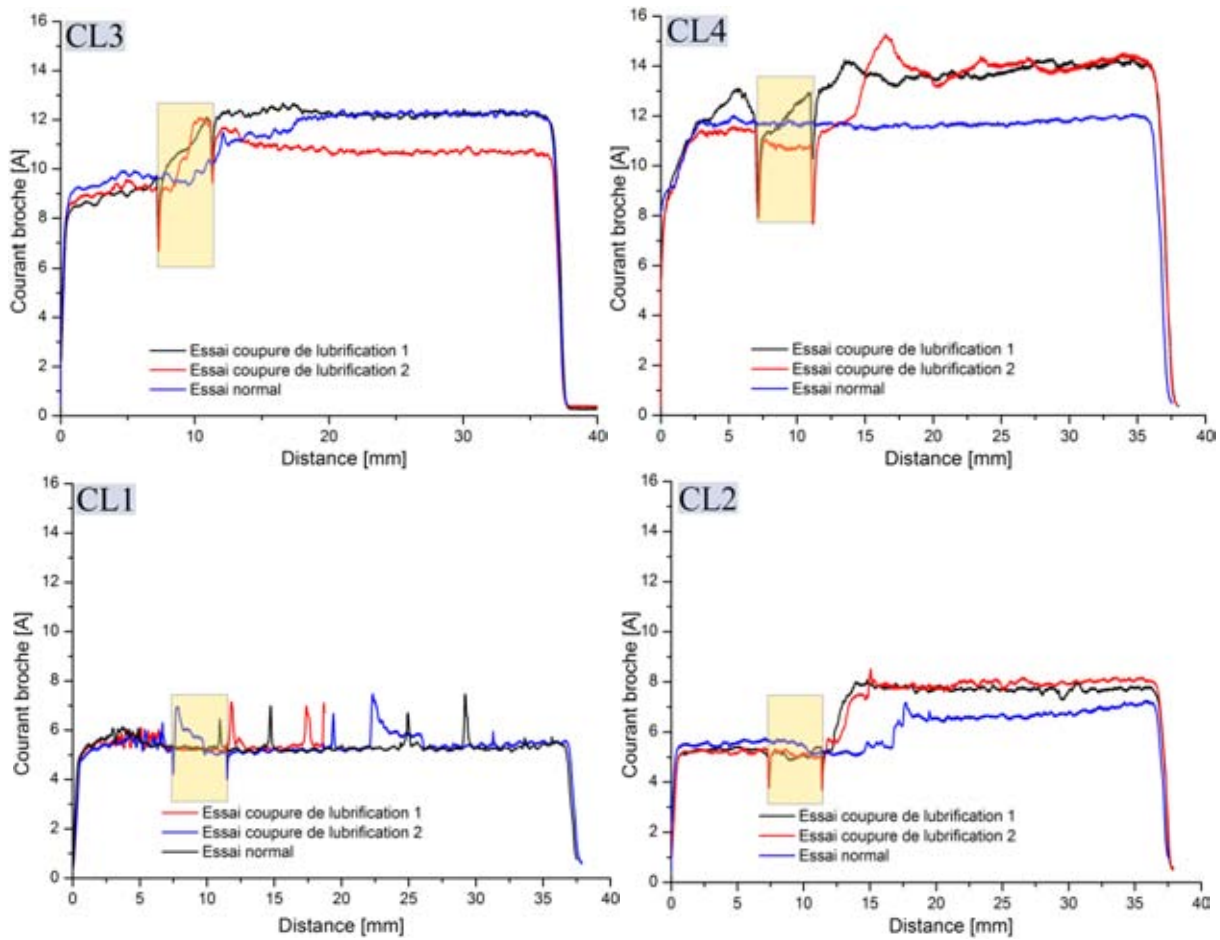 CL3
16
14
12
10
8
6
4
2
0
Courant broche [A]
Essai coupure de lubrification 1
Essai coupure de lubrification 2
Essai normal
0 10 20 30 40
Distance [mm]
CL4
16
14
12
10
8
6
4
2
0
Courant broche [A]
Essai coupure de lubrification 1
Essai coupure de lubrification 2
Essai normal
0 5 10 15 20 25 30 35 40
Distance [mm]
CL1
16
14
12
10
8
6
4
2
0
Courant broche [A]
Essai coupure de lubrification 1
Essai coupure de lubrification 2
Essai normal
0 5 10 15 20 25 30 35 40
Distance [mm]
CL2
16
14
12
10
8
6
4
2
0
Courant broche [A]
Essai coupure de lubrification 1
Essai coupure de lubrification 2
Essai normal
0 5 10 15 20 25 30 35 40
Distance [mm]